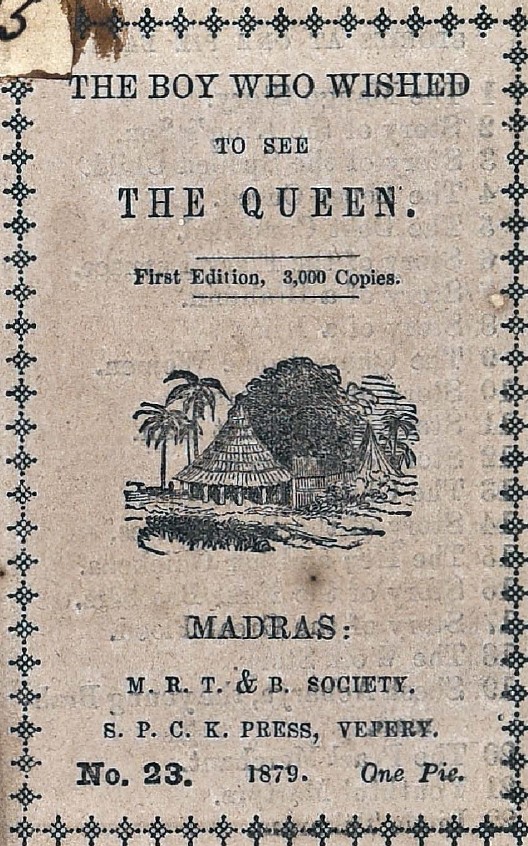 5
THE BOY WHO WISHED
TO SEE
THE QUEEN.
First Edition, 3,000 Copies.
MADRAS:
M. R. T. & B. SOCIETY.
S. P. C. K. PRESS, VEPERY.
No. 23. 1879. One Pie.